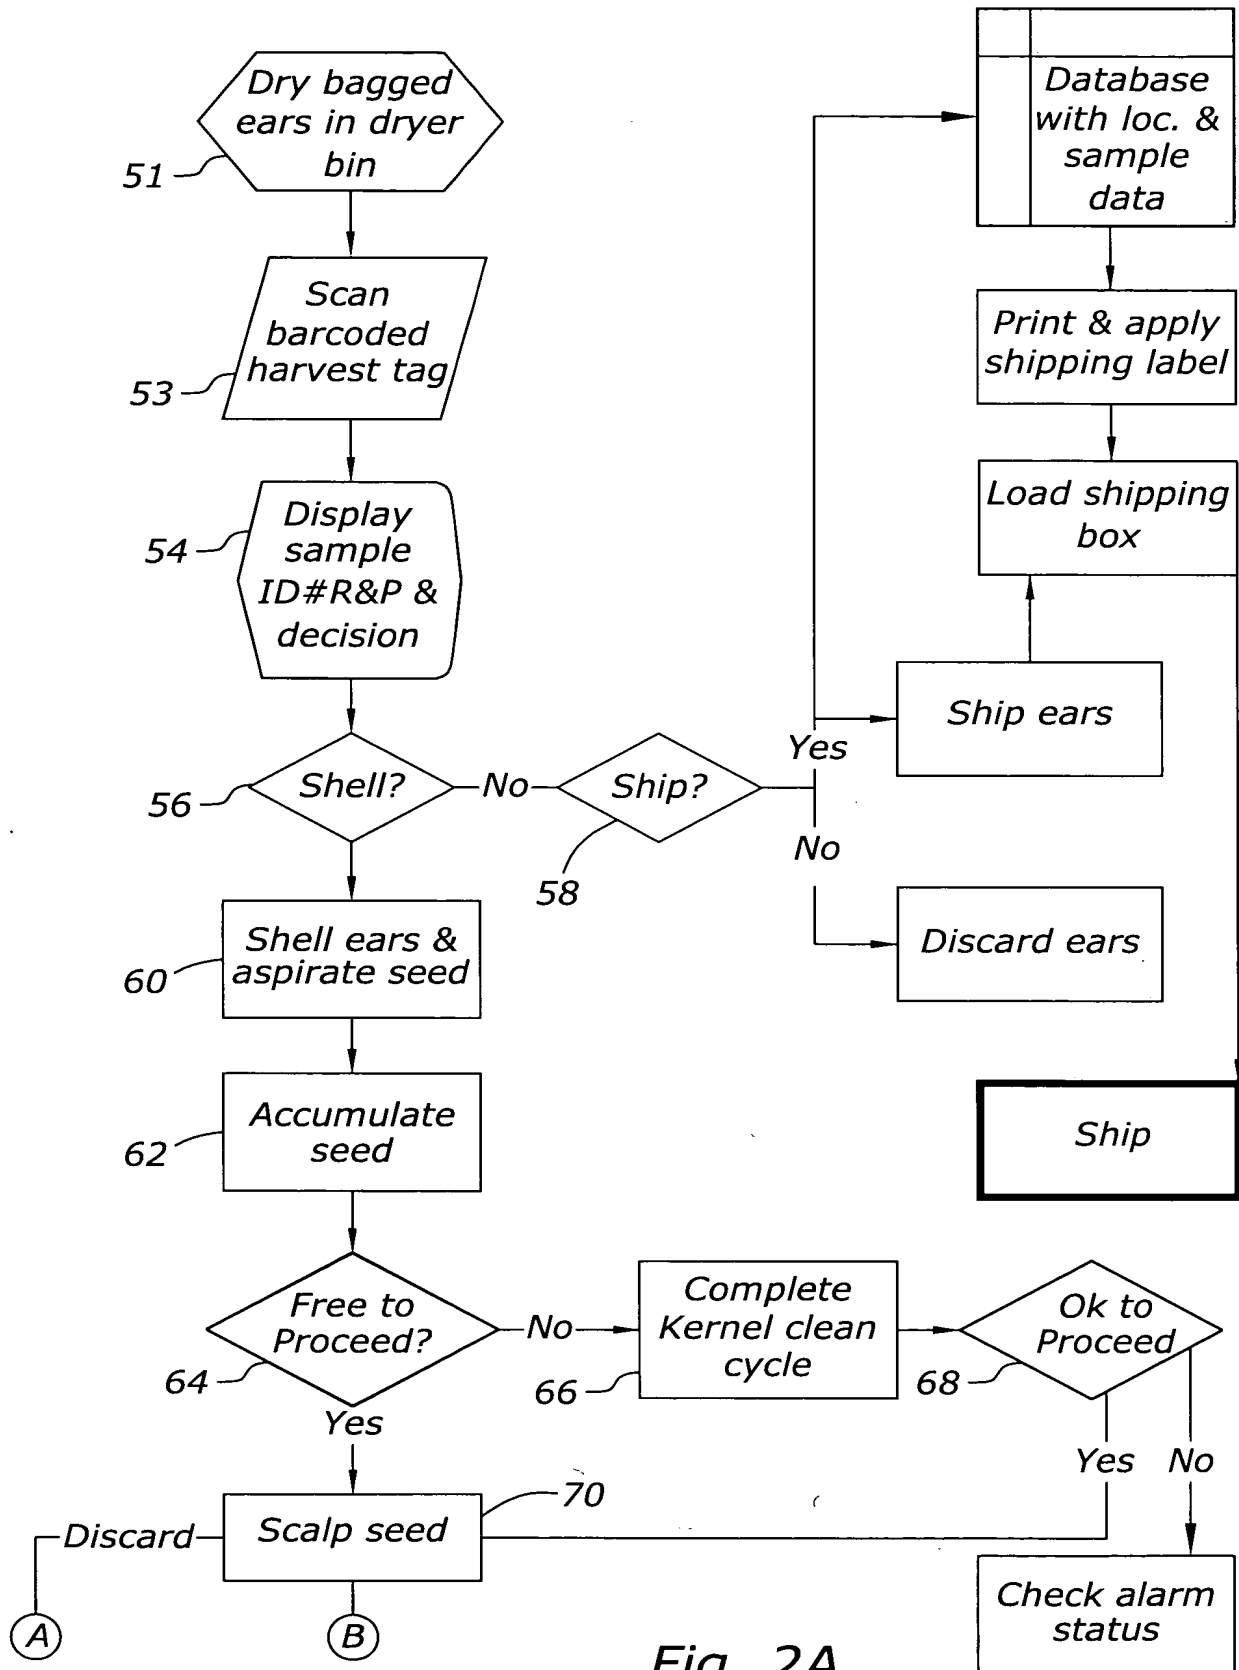 Dry bagged
ears in dryer
bin
51
Scan
barcoded
harvest tag
53
Display
sample
ID#R&P &
decision
54
Shell?
56
No
Ship?
58
Yes
No
Database
with loc. &
sample
data
Print & apply
shipping label
Load shipping
box
Ship ears
Discard ears
Ship
Shell ears &
aspirate seed
60
Accumulate
seed
62
Free to
Proceed?
64
No
Complete
Kernel clean
cycle
66
Ok to
Proceed
68
Yes
Yes
No
Scalp seed
70
Discard
A
B
Check alarm
status
Fig. 2A